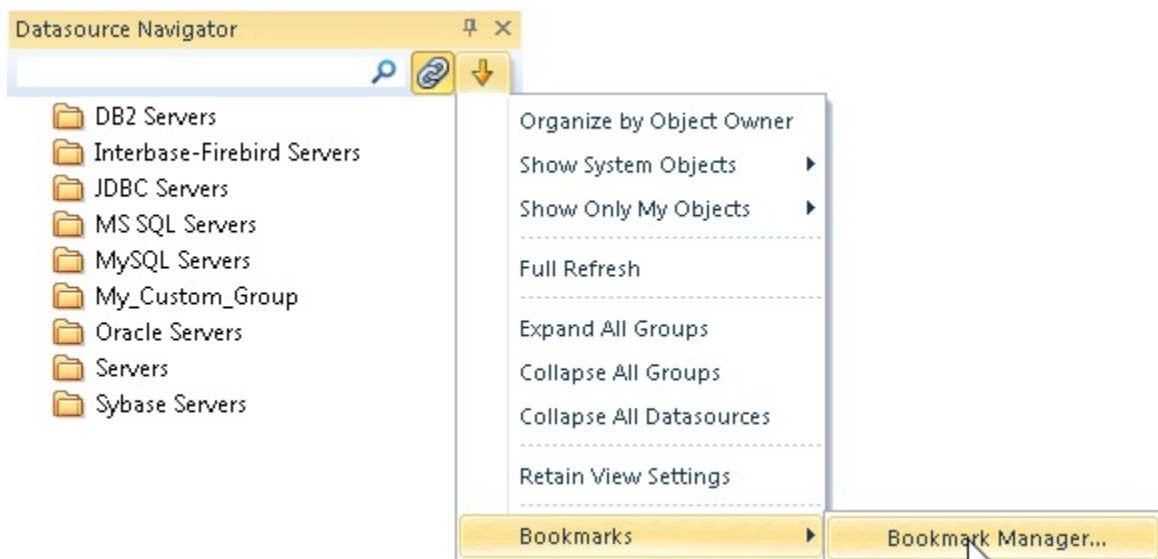 Datasource Navigator
DB2 Servers
Interbase-Firebird Servers
JDBC Servers
MS SQL Servers
MySQL Servers
My_Custom_Group
Oracle Servers
Servers
Sybase Servers
Organize by Object Owner
Show System Objects
Show Only My Objects
Full Refresh
Expand All Groups
Collapse All Groups
Collapse All Datasources
Retain View Settings
Bookmarks
Bookmark Manager...